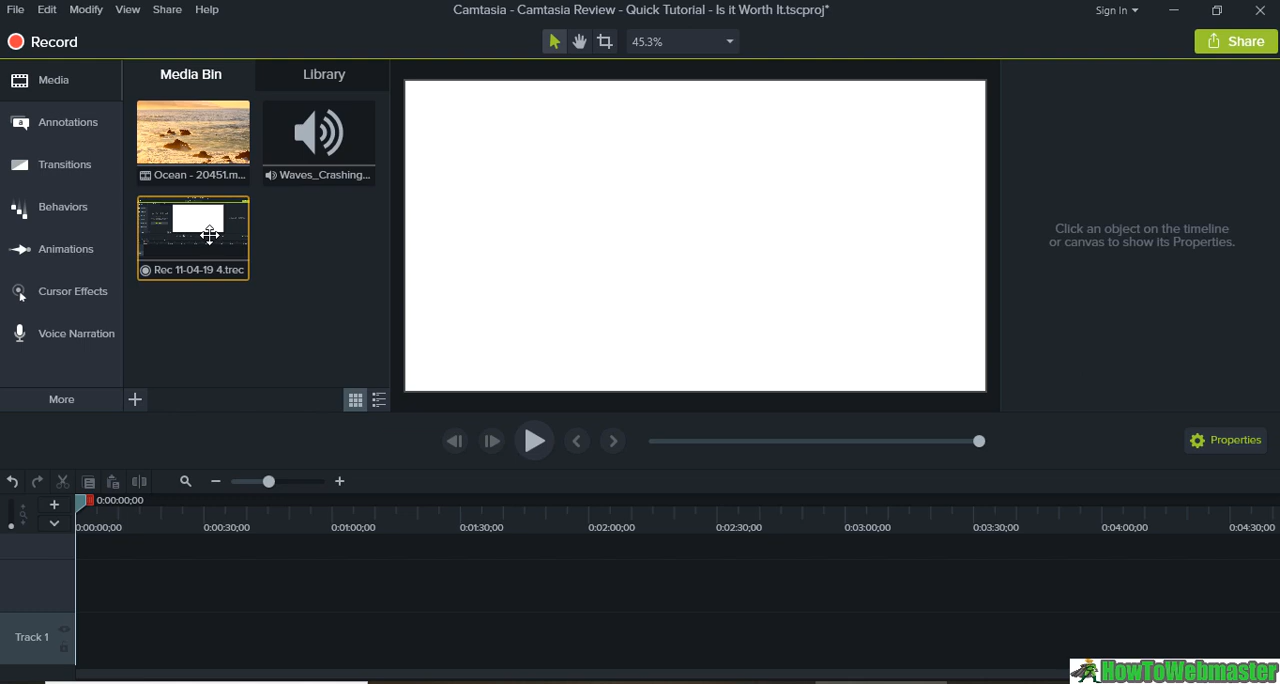 File Edit Modify View Share Help
Camtasia - Camtasia Review - Quick Tutorial - Is it Worth It.tscproj*
Sign In
Record
45.3%
Share
Media
Media Bin
Library
Annotations
Transitions
Ocean - 20451.m...
Waves_Crashing...
Behaviors
Click an object on the timeline
or canvas to show its Properties.
Animations
Rec 11-04-19 4.trec
Cursor Effects
Voice Narration
More
Properties
0:00:00;00
0:00:00;00 0:00:30;00 0:01:00;00 0:01:30;00 0:02:00;00 0:02:30;00 0:03:00;00 0:03:30;00 0:04:00;00 0:04:30;00
Track 1
HowToWebmaster